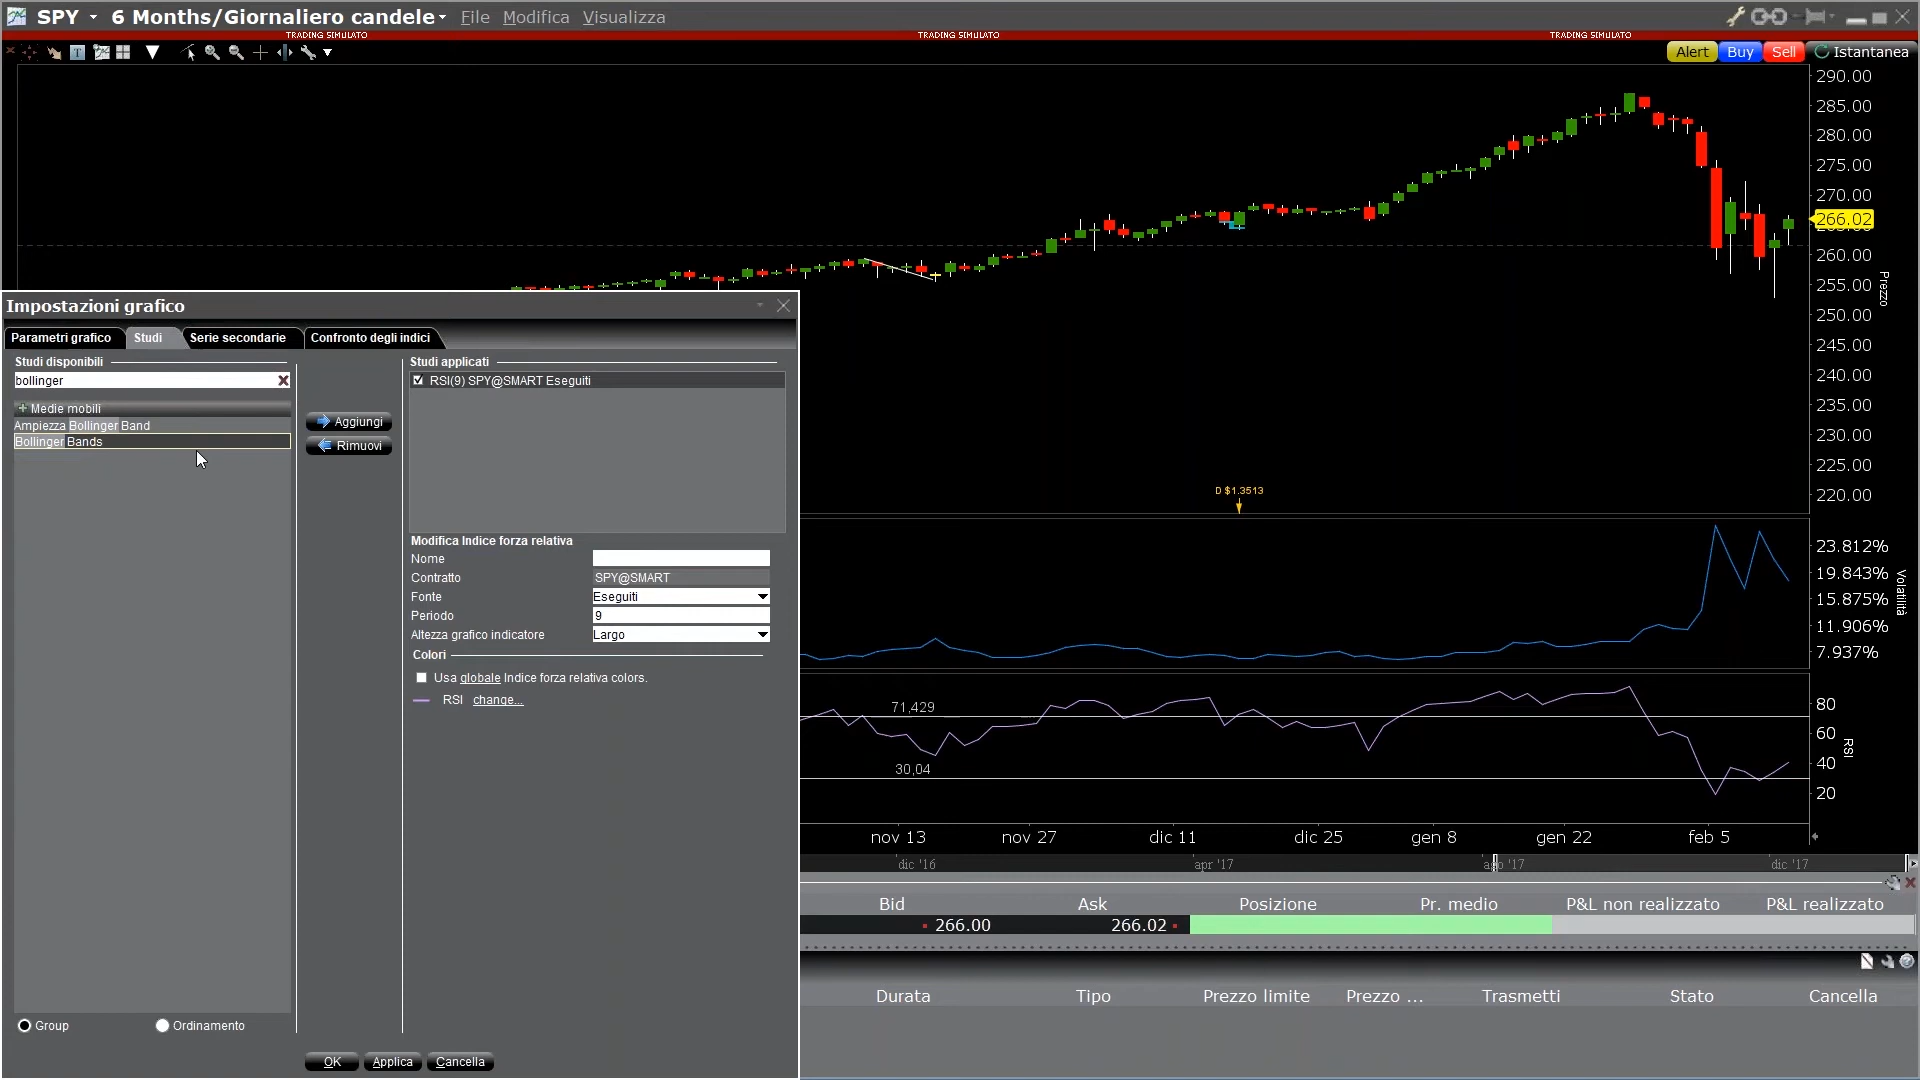 SPY 6 Months/Giornaliero candele File Modifica Visualizza
TRADING SIMULATO TRADING SIMULATO TRADING SIMULATO
Alert Buy Sell Istantanea
290.00
285.00
280.00
275.00
270.00
266.02
260.00
255.00
250.00
245.00
240.00
235.00
230.00
225.00
220.00
Prezzo
D $1.3513
23.812%
19.843%
15.875%
11.906%
7.937%
Volatilità
71,429
30,04
80
60
40
20
RSI
nov 13 nov 27 dic 11 dic 25 gen 8 gen 22 feb 5
dic '16 apr '17 ago '17 dic '17
Bid Ask Posizione Pr. medio P&L non realizzato P&L realizzato
266.00 266.02
Durata Tipo Prezzo limite Prezzo ... Trasmetti Stato Cancella
Impostazioni grafico
Parametri grafico Studi Serie secondarie Confronto degli indici
Studi disponibili
bollinger
Medie mobili
Ampiezza Bollinger Band
Bollinger Bands
Group Ordinamento
Aggiungi
Rimuovi
Studi applicati
RSI(9) SPY@SMART Eseguiti
Modifica Indice forza relativa
Nome
Contratto SPY@SMART
Fonte Eseguiti
Periodo 9
Altezza grafico indicatore Largo
Colori
Usa globale Indice forza relativa colors.
RSI change...
OK Applica Cancella